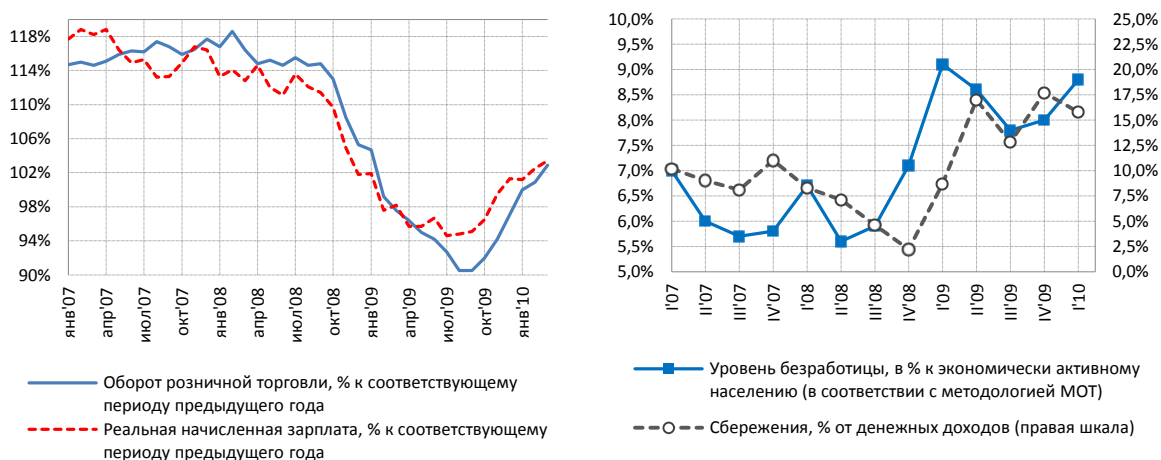 118%
114%
110%
106%
102%
98%
94%
90%
янв'07
апр'07
июл'07
окт'07
янв'08
апр'08
июл'08
окт'08
янв'09
апр'09
июл'09
окт'09
янв'10
Оборот розничной торговли, % к соответствующему
периоду предыдущего года
Реальная начисленная зарплата, % к соответствующему
периоду предыдущего года
10,0%
9,5%
9,0%
8,5%
8,0%
7,5%
7,0%
6,5%
6,0%
5,5%
5,0%
25,0%
22,5%
20,0%
17,5%
15,0%
12,5%
10,0%
7,5%
5,0%
2,5%
0,0%
I'07
II'07
III'07
IV'07
I'08
II'08
III'08
IV'08
I'09
II'09
III'09
IV'09
I'10
Уровень безработицы, в % к экономически активному
населению (в соответствии с методологией МОТ)
Сбережения, % от денежных доходов (правая шкала)